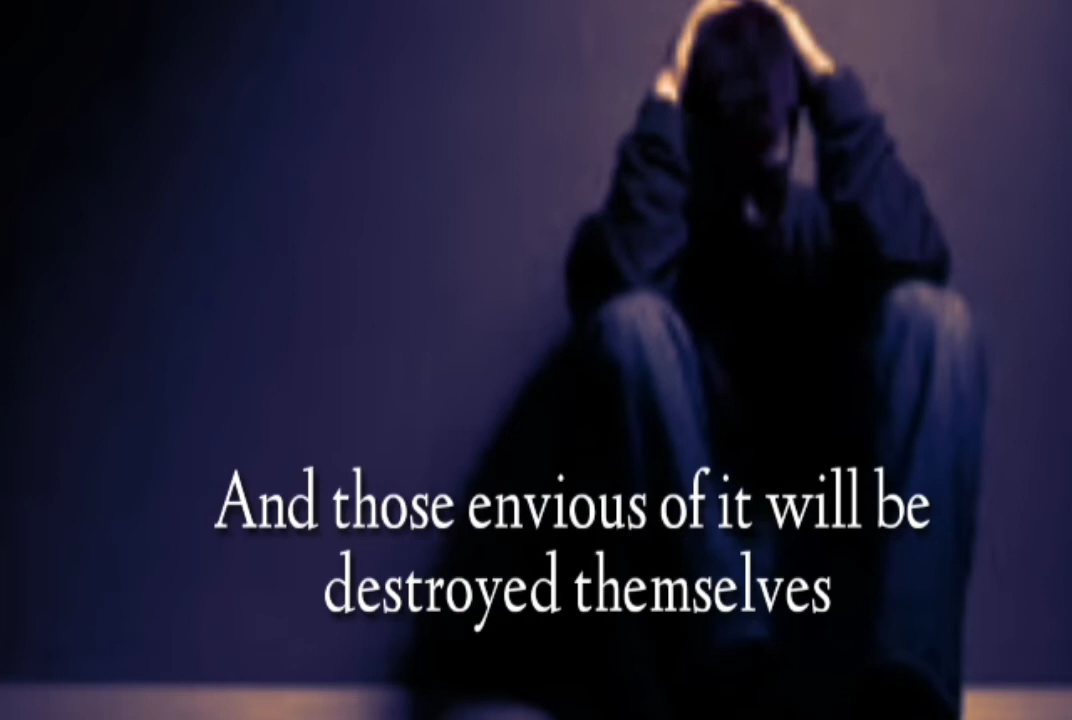 And those envious of it will be
destroyed themselves